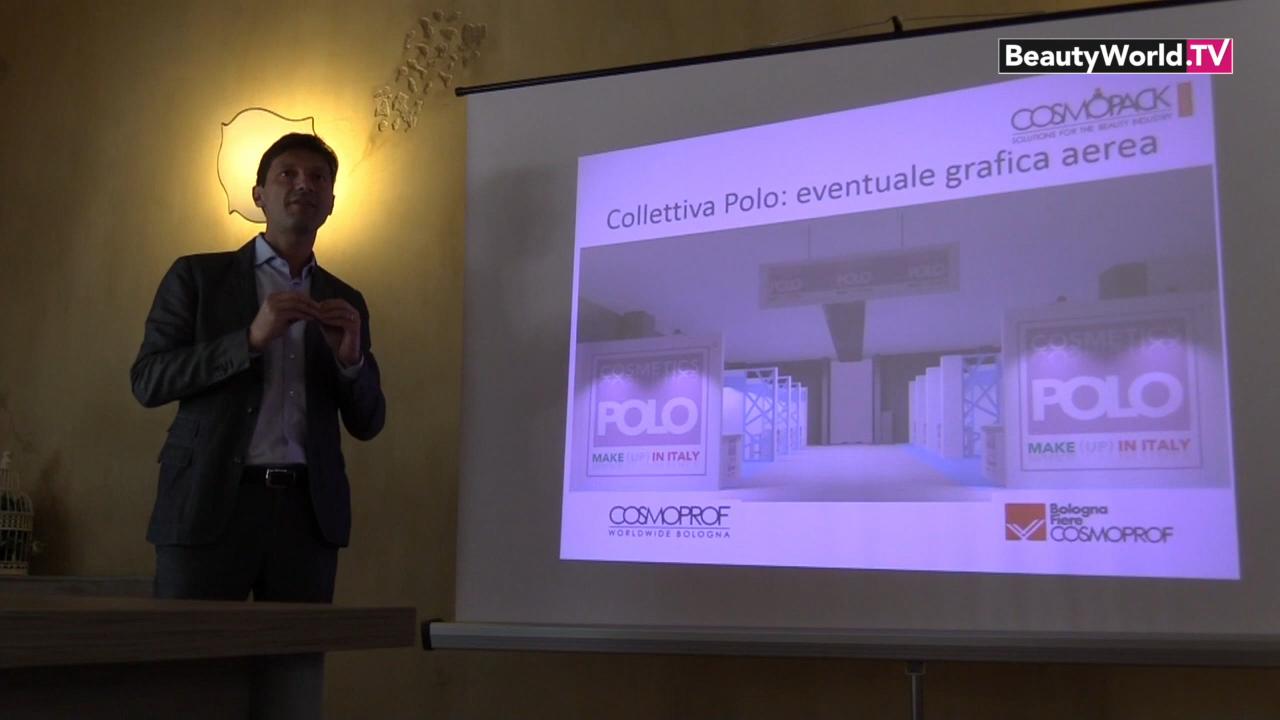 BeautyWorld.TV
COSMOPACK
SOLUTIONS FOR THE BEAUTY INDUSTRY
Collettiva Polo: eventuale grafica aerea
POLO POLO POLO
COSMETICS
POLO
MAKE (UP) IN ITALY
COSMETICS
POLO
MAKE (UP) IN ITALY
COSMOPROF
WORLDWIDE BOLOGNA
Bologna
Fiere
COSMOPROF